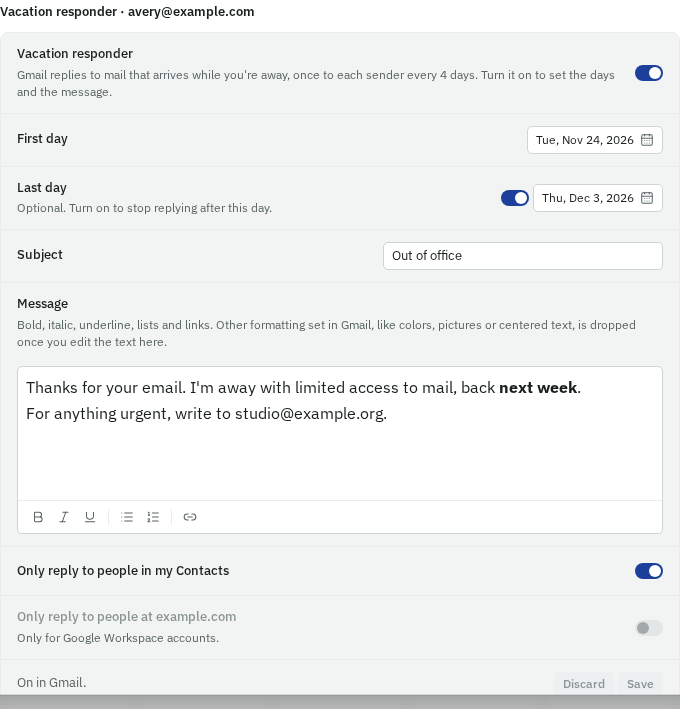 Vacation responder · avery@example.com
Vacation responder
Gmail replies to mail that arrives while you're away, once to each sender every 4 days. Turn it on to set the days
and the message.
First day
Tue, Nov 24, 2026
Last day
Optional. Turn on to stop replying after this day.
Thu, Dec 3, 2026
Subject
Out of office
Message
Bold, italic, underline, lists and links. Other formatting set in Gmail, like colors, pictures or centered text, is dropped
once you edit the text here.
Thanks for your email. I'm away with limited access to mail, back next week.
For anything urgent, write to studio@example.org.
B I U
Only reply to people in my Contacts
Only reply to people at example.com
Only for Google Workspace accounts.
On in Gmail.
Discard
Save